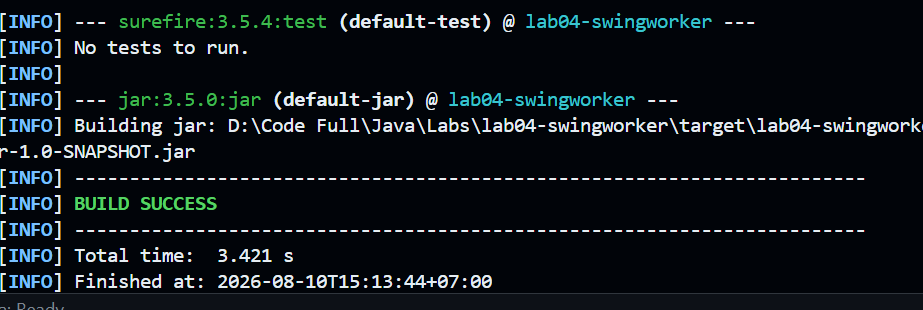 [INFO] --- surefire:3.5.4:test (default-test) @ lab04-swingworker ---
[INFO] No tests to run.
[INFO]
[INFO] --- jar:3.5.0:jar (default-jar) @ lab04-swingworker ---
[INFO] Building jar: D:\Code Full\Java\Labs\lab04-swingworker\target\lab04-swingworke
r-1.0-SNAPSHOT.jar
[INFO] ------------------------------------------------------------------------
[INFO] BUILD SUCCESS
[INFO] ------------------------------------------------------------------------
[INFO] Total time:  3.421 s
[INFO] Finished at: 2026-08-10T15:13:44+07:00
a: Ready